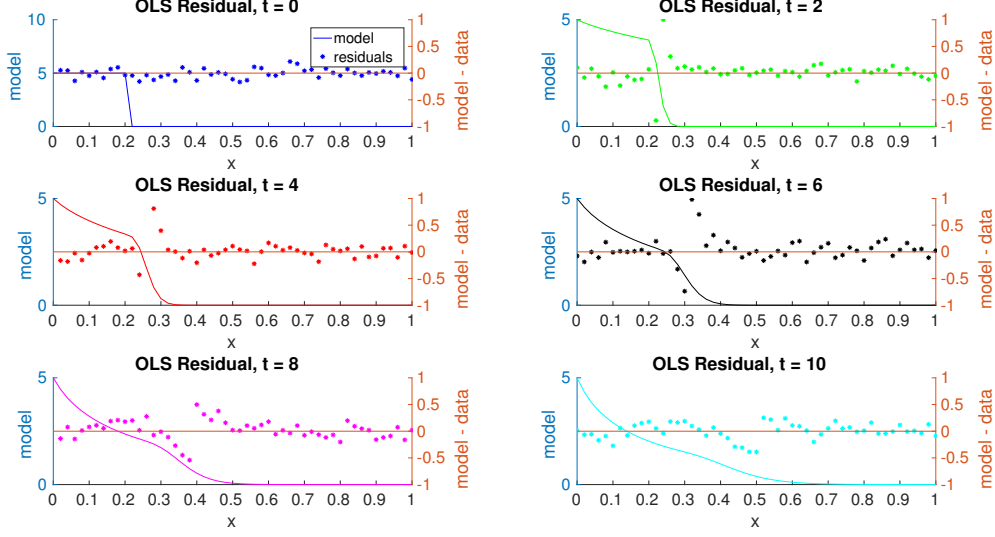 OLS Residual, t = 0
10
5
0
model
1
0.5
0
-0.5
-1
model - data
model
residuals
0 0.1 0.2 0.3 0.4 0.5 0.6 0.7 0.8 0.9 1
x
OLS Residual, t = 2
5
0
model
1
0.5
0
-0.5
-1
model - data
0 0.1 0.2 0.3 0.4 0.5 0.6 0.7 0.8 0.9 1
x
OLS Residual, t = 4
5
0
model
1
0.5
0
-0.5
-1
model - data
0 0.1 0.2 0.3 0.4 0.5 0.6 0.7 0.8 0.9 1
x
OLS Residual, t = 6
5
0
model
1
0.5
0
-0.5
-1
model - data
0 0.1 0.2 0.3 0.4 0.5 0.6 0.7 0.8 0.9 1
x
OLS Residual, t = 8
5
0
model
1
0.5
0
-0.5
-1
model - data
0 0.1 0.2 0.3 0.4 0.5 0.6 0.7 0.8 0.9 1
x
OLS Residual, t = 10
5
0
model
1
0.5
0
-0.5
-1
model - data
0 0.1 0.2 0.3 0.4 0.5 0.6 0.7 0.8 0.9 1
x